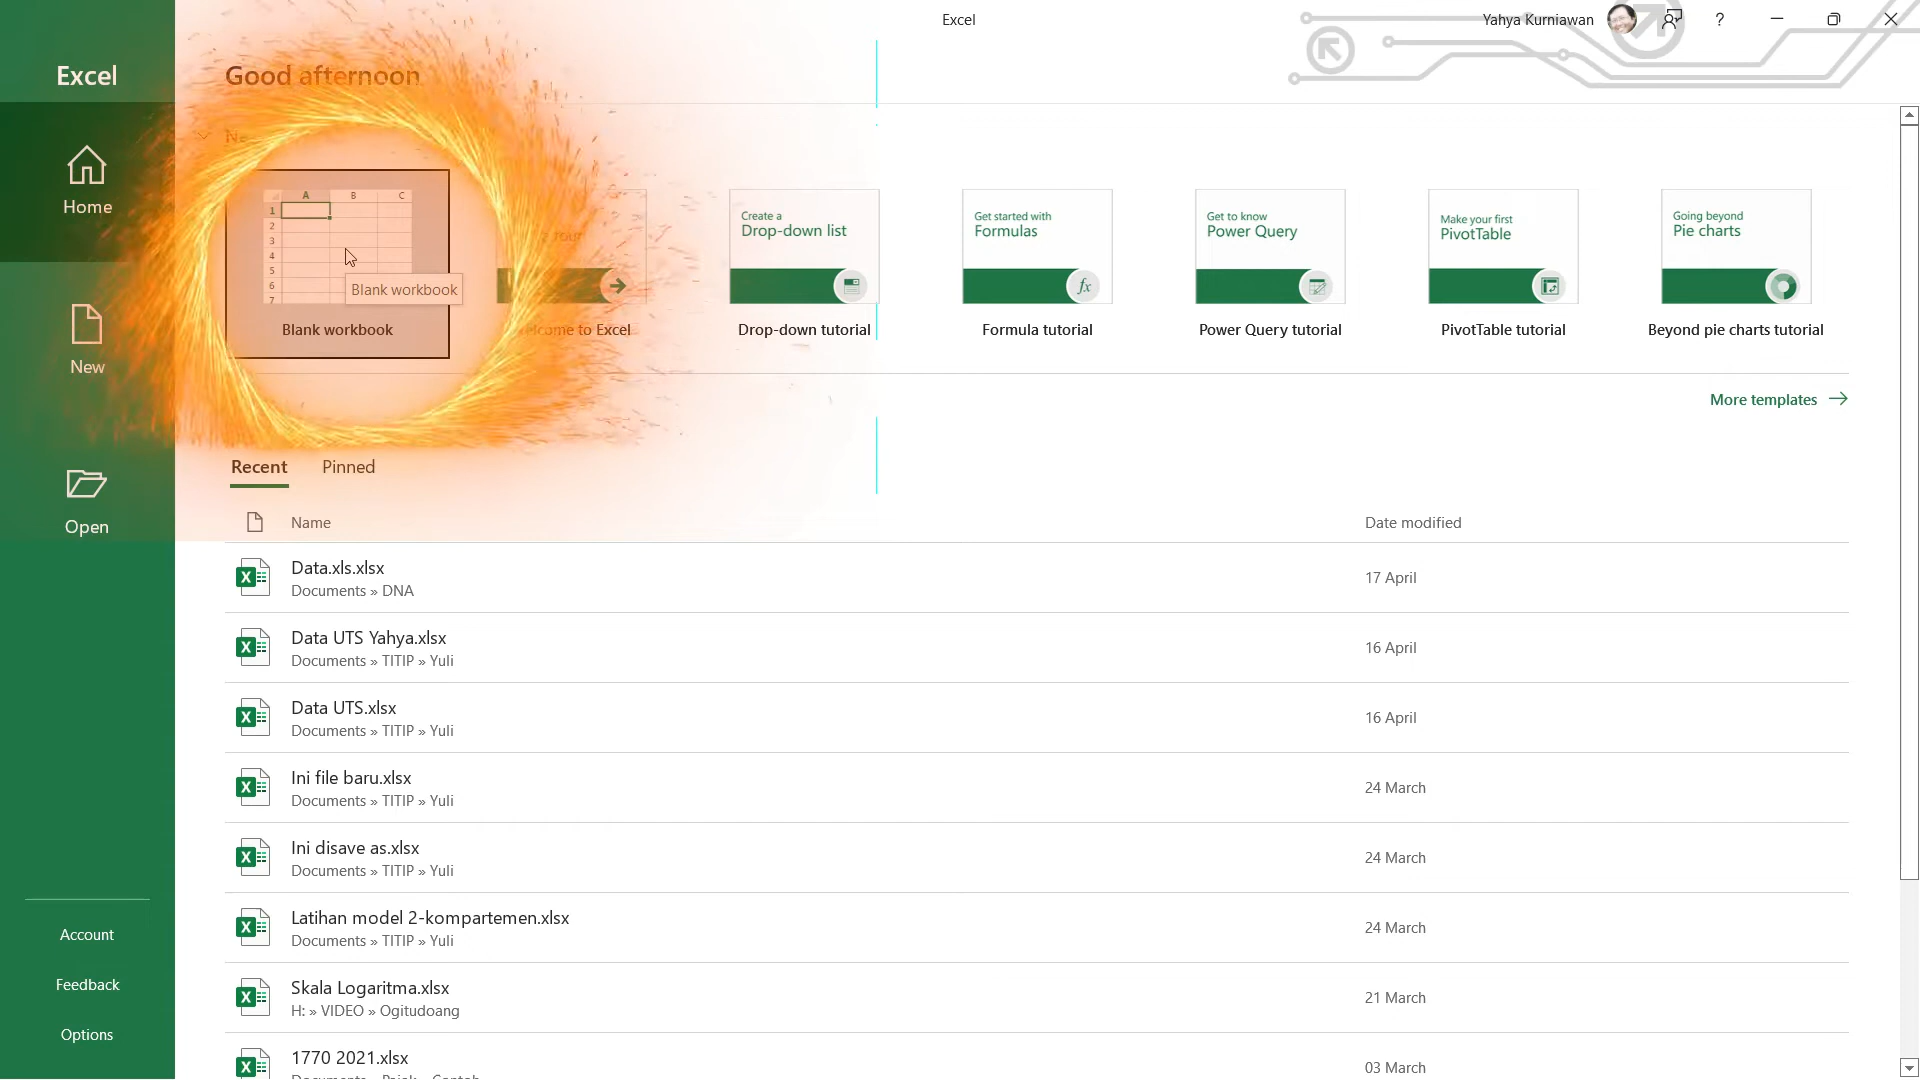 Excel
Yahya Kurniawan
?
Excel
Good afternoon
Home
New
Open
Account
Feedback
Options
A B C
1
2
3
4
5
6
7
Blank workbook
Blank workbook
Create a
Drop-down list
Get started with
Formulas
fx
Get to know
Power Query
Make your first
PivotTable
Going beyond
Pie charts
to Excel
Drop-down tutorial
Formula tutorial
Power Query tutorial
PivotTable tutorial
Beyond pie charts tutorial
More templates
Recent Pinned
Name Date modified
Data.xls.xlsx 17 April
Documents » DNA
Data UTS Yahya.xlsx 16 April
Documents » TITIP » Yuli
Data UTS.xlsx 16 April
Documents » TITIP » Yuli
Ini file baru.xlsx 24 March
Documents » TITIP » Yuli
Ini disave as.xlsx 24 March
Documents » TITIP » Yuli
Latihan model 2-kompartemen.xlsx 24 March
Documents » TITIP » Yuli
Skala Logaritma.xlsx 21 March
H: » VIDEO » Ogitudoang
1770 2021.xlsx 03 March